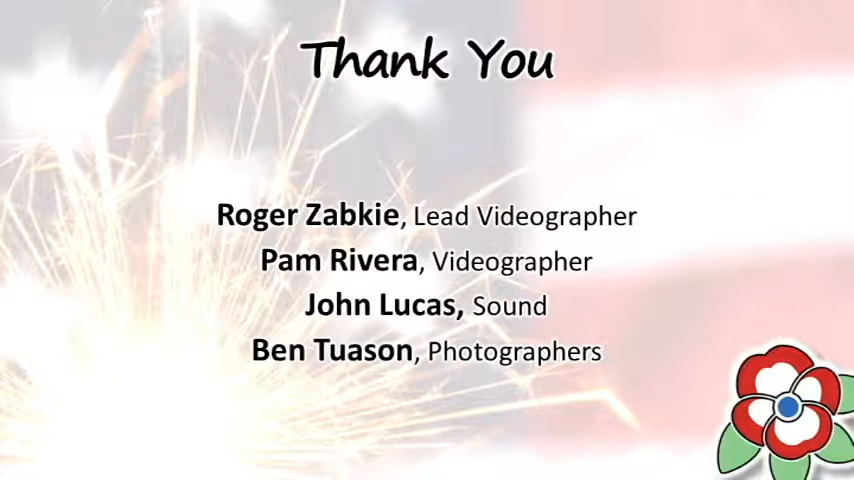 Thank You
Roger Zabkie, Lead Videographer
Pam Rivera, Videographer
John Lucas, Sound
Ben Tuason, Photographers